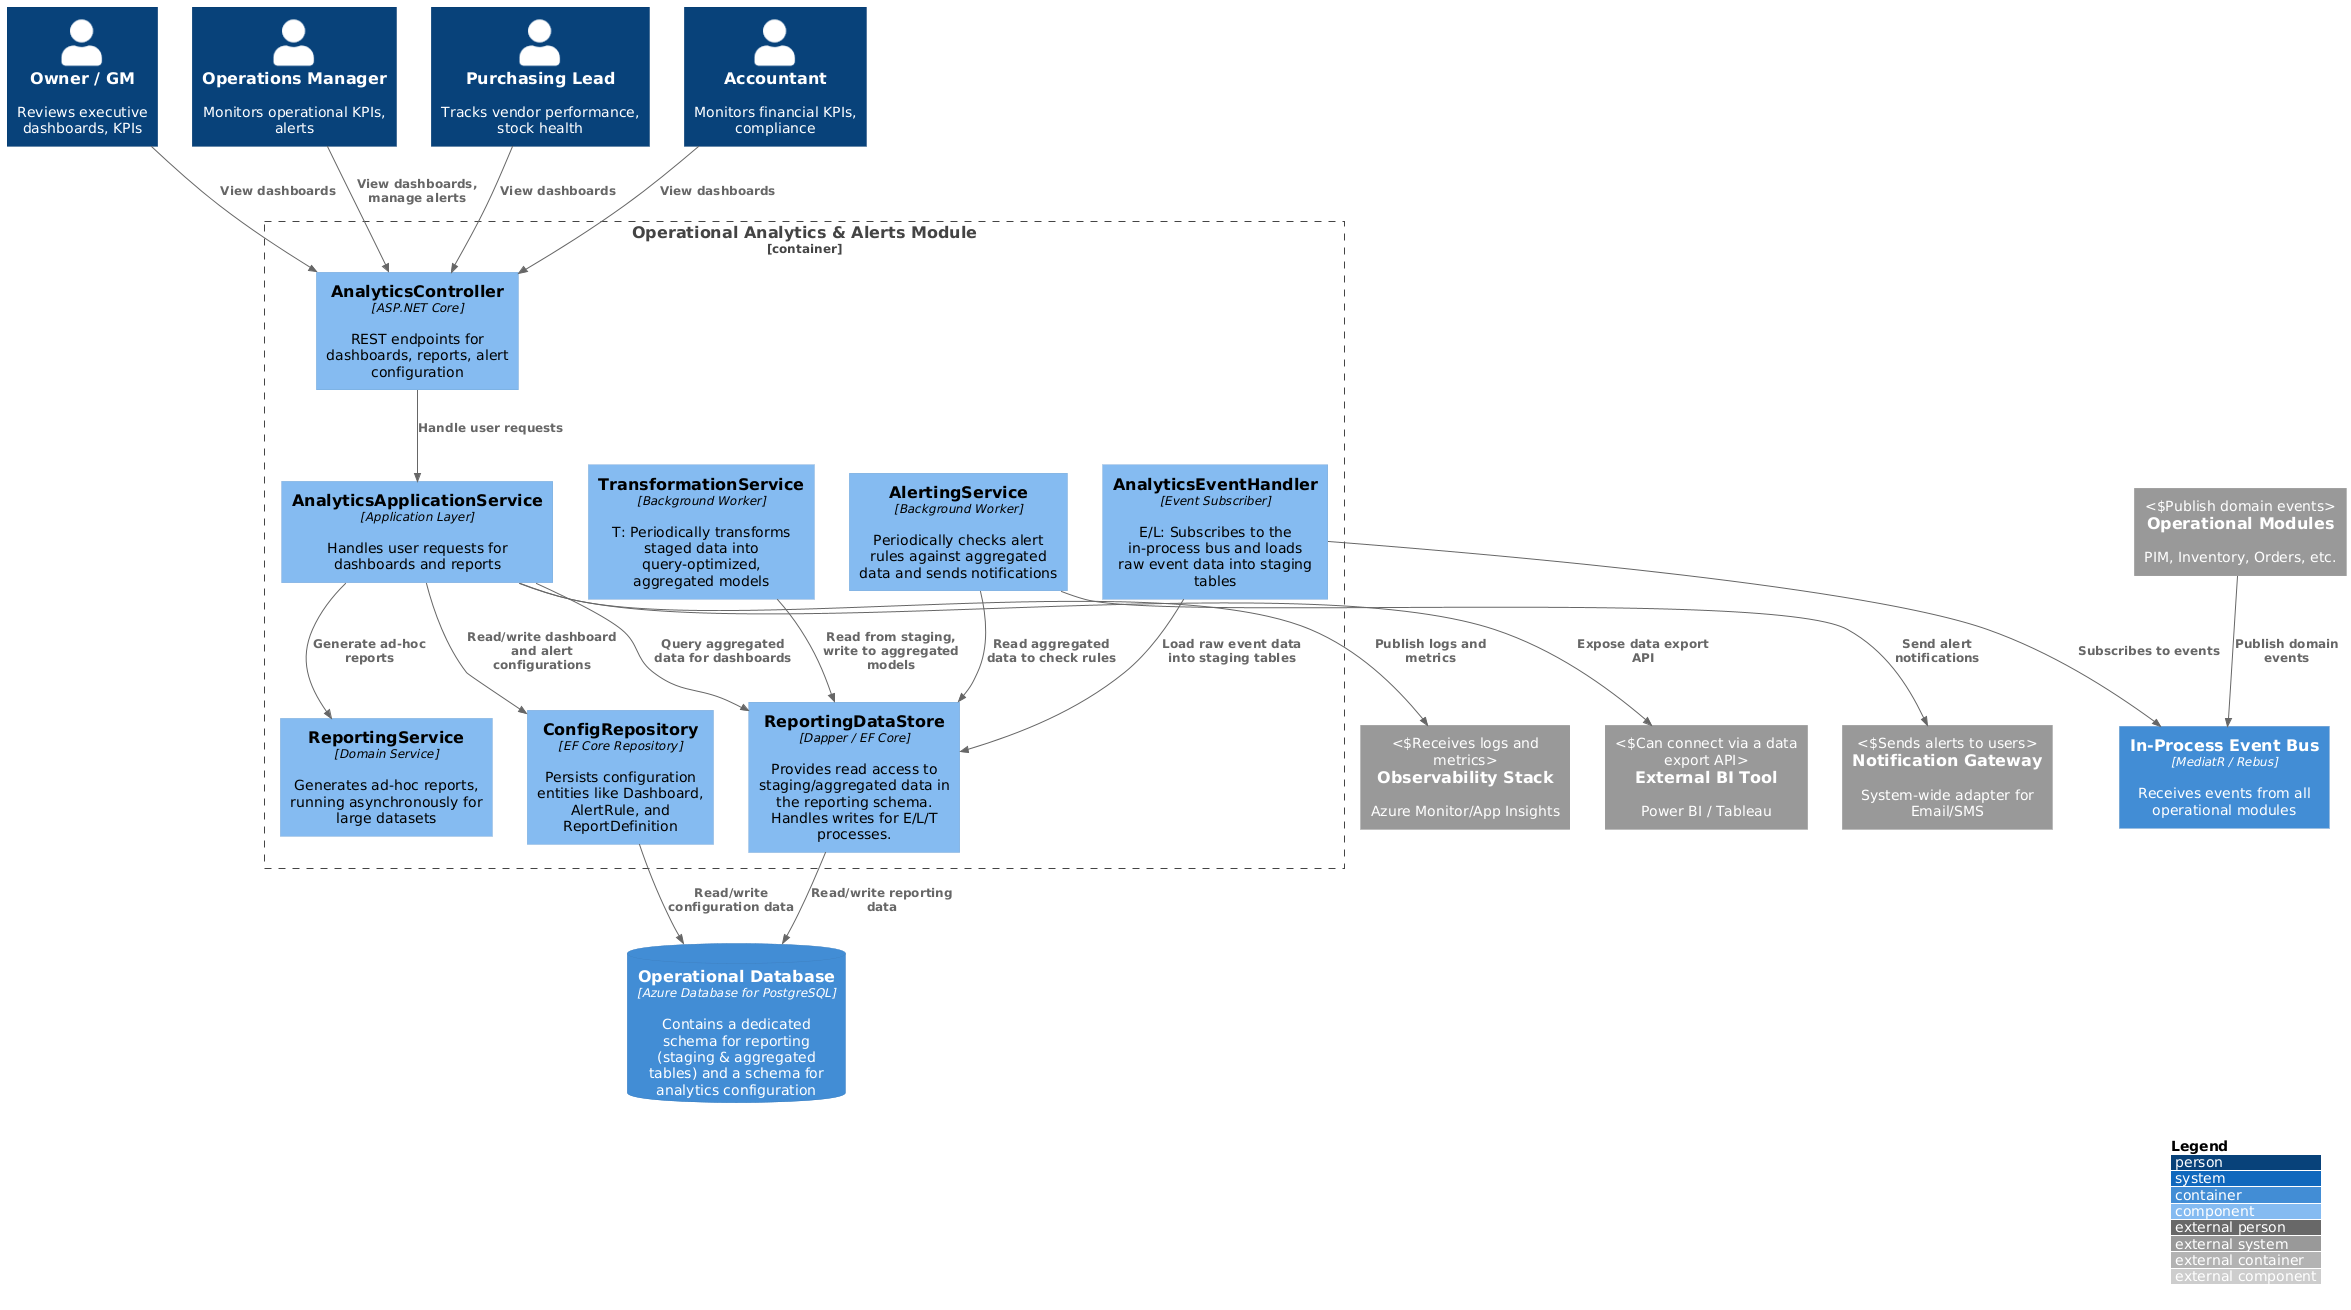 Owner / GM
Reviews executive
dashboards, KPIs
Operations Manager
Monitors operational KPIs,
alerts
Purchasing Lead
Tracks vendor performance,
stock health
Accountant
Monitors financial KPIs,
compliance
View dashboards
View dashboards,
manage alerts
View dashboards
View dashboards
Operational Analytics & Alerts Module
[container]
AnalyticsController
[ASP.NET Core]
REST endpoints for
dashboards, reports, alert
configuration
Handle user requests
AnalyticsApplicationService
[Application Layer]
Handles user requests for
dashboards and reports
TransformationService
[Background Worker]
T: Periodically transforms
staged data into
query-optimized,
aggregated models
AlertingService
[Background Worker]
Periodically checks alert
rules against aggregated
data and sends notifications
AnalyticsEventHandler
[Event Subscriber]
E/L: Subscribes to the
in-process bus and loads
raw event data into staging
tables
<$Publish domain events>
Operational Modules
PIM, Inventory, Orders, etc.
Generate ad-hoc
reports
Read/write dashboard
and alert
configurations
Query aggregated
data for dashboards
Read from staging,
write to aggregated
models
Read aggregated
data to check rules
Load raw event data
into staging tables
Publish logs and
metrics
Expose data export
API
Send alert
notifications
Subscribes to events
Publish domain
events
ReportingService
[Domain Service]
Generates ad-hoc reports,
running asynchronously for
large datasets
ConfigRepository
[EF Core Repository]
Persists configuration
entities like Dashboard,
AlertRule, and
ReportDefinition
ReportingDataStore
[Dapper / EF Core]
Provides read access to
staging/aggregated data in
the reporting schema.
Handles writes for E/L/T
processes.
<$Receives logs and
metrics>
Observability Stack
Azure Monitor/App Insights
<$Can connect via a data
export API>
External BI Tool
Power BI / Tableau
<$Sends alerts to users>
Notification Gateway
System-wide adapter for
Email/SMS
In-Process Event Bus
[MediatR / Rebus]
Receives events from all
operational modules
Read/write
configuration data
Read/write reporting
data
Operational Database
[Azure Database for PostgreSQL]
Contains a dedicated
schema for reporting
(staging & aggregated
tables) and a schema for
analytics configuration
Legend
person
system
container
component
external person
external system
external container
external component